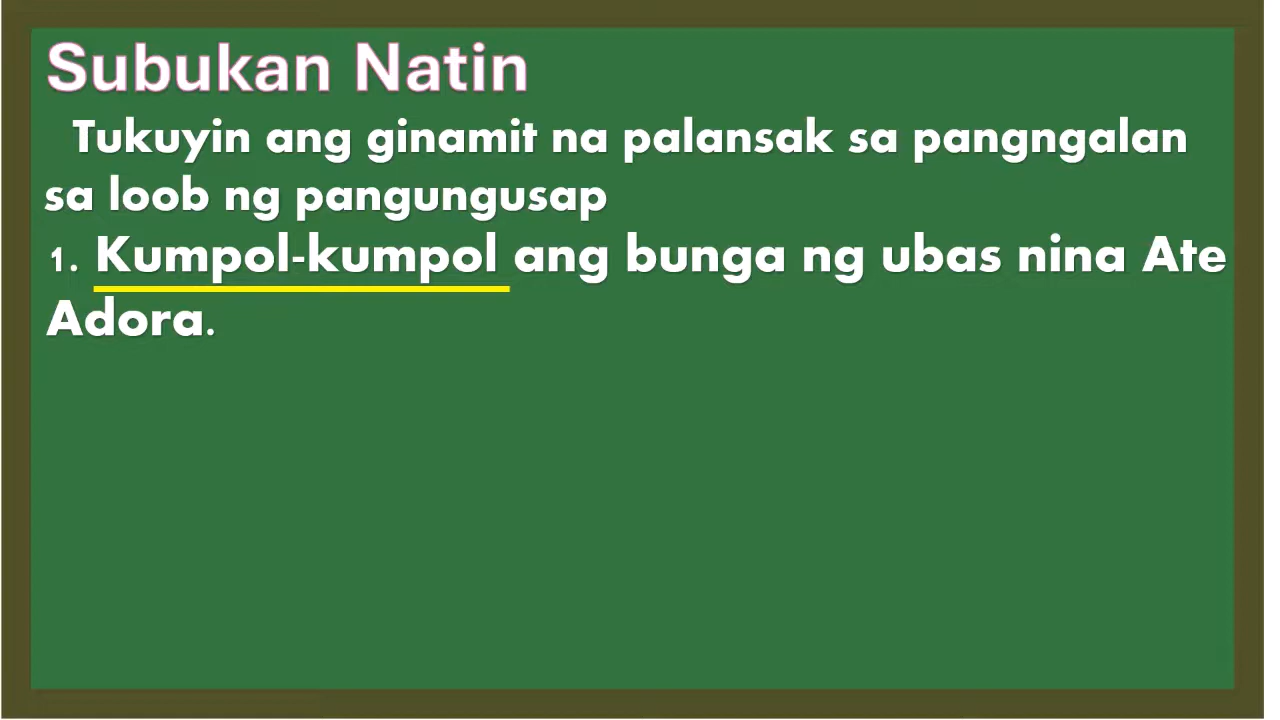 Subukan Natin
Tukuyin ang ginamit na palansak sa pangngalan
sa loob ng pangungusap
1. Kumpol-kumpol ang bunga ng ubas nina Ate
Adora.